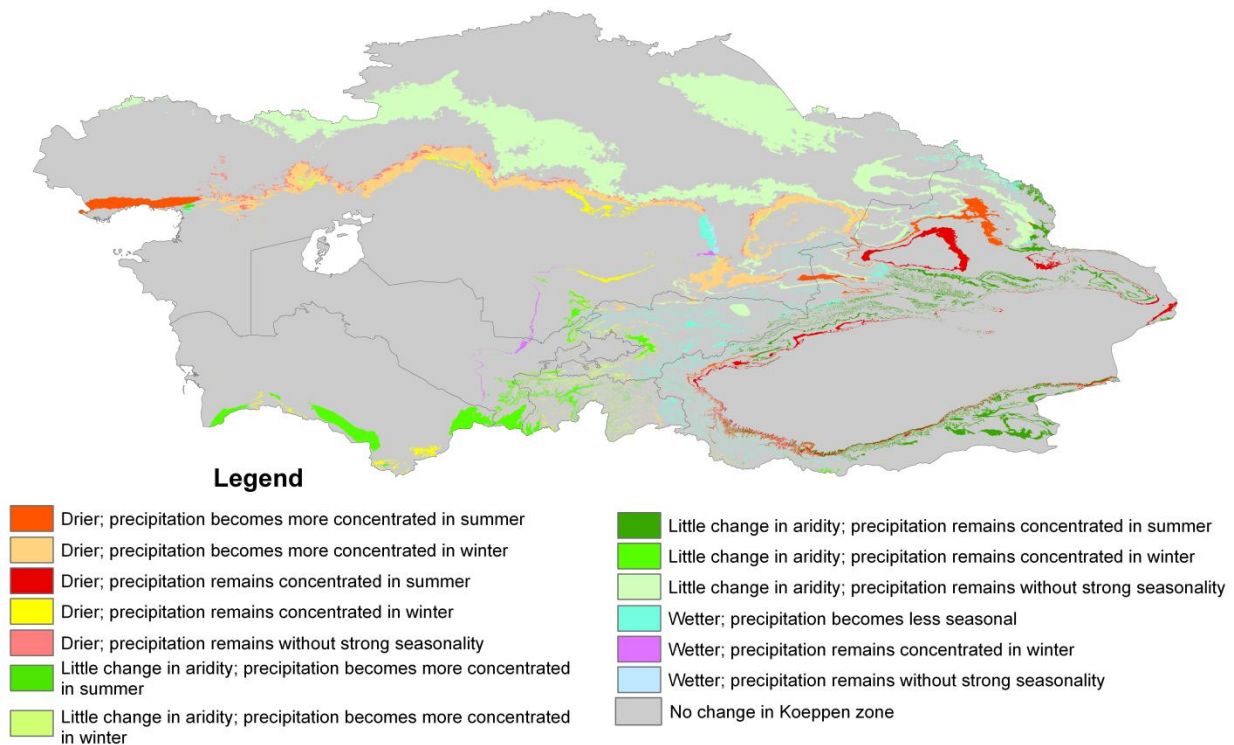 Legend
Drier; precipitation becomes more concentrated in summer
Drier; precipitation becomes more concentrated in winter
Drier; precipitation remains concentrated in summer
Drier; precipitation remains concentrated in winter
Drier; precipitation remains without strong seasonality
Little change in aridity; precipitation becomes more concentrated
in summer
Little change in aridity; precipitation becomes more concentrated
in winter
Little change in aridity; precipitation remains concentrated in summer
Little change in aridity; precipitation remains concentrated in winter
Little change in aridity; precipitation remains without strong seasonality
Wetter; precipitation becomes less seasonal
Wetter; precipitation remains concentrated in winter
Wetter; precipitation remains without strong seasonality
No change in Koeppen zone